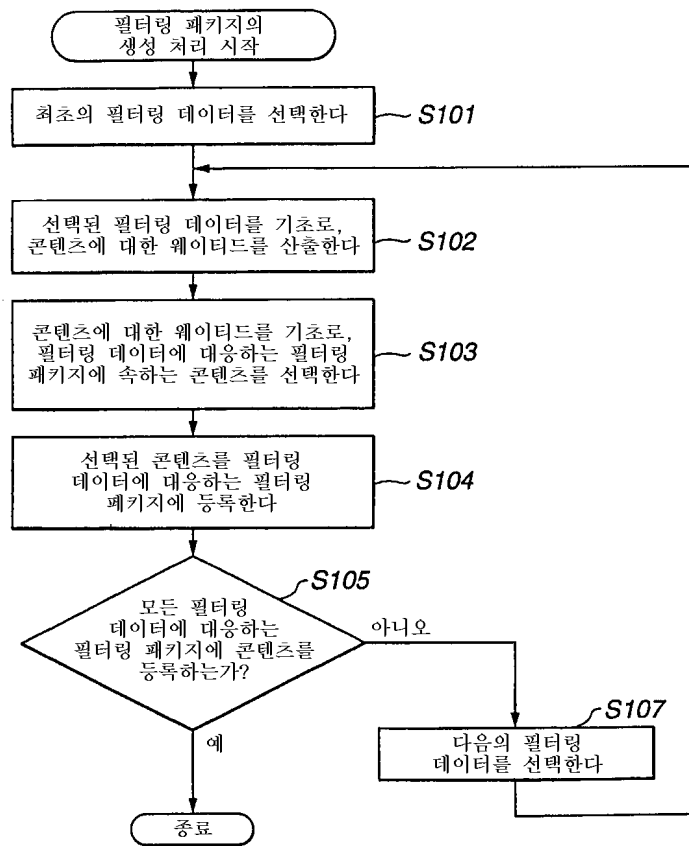 필터링 패키지의
생성 처리 시작
최초의 필터링 데이터를 선택한다
S101
선택된 필터링 데이터를 기초로,
콘텐츠에 대한 웨이티드를 산출한다
S102
콘텐츠에 대한 웨이티드를 기초로,
필터링 데이터에 대응하는 필터링
패키지에 속하는 콘텐츠를 선택한다
S103
선택된 콘텐츠를 필터링
데이터에 대응하는 필터링
패키지에 등록한다
S104
S105
모든 필터링
데이터에 대응하는
필터링 패키지에 콘텐츠를
등록하는가?
아니오
예
S107
다음의 필터링
데이터를 선택한다
종료